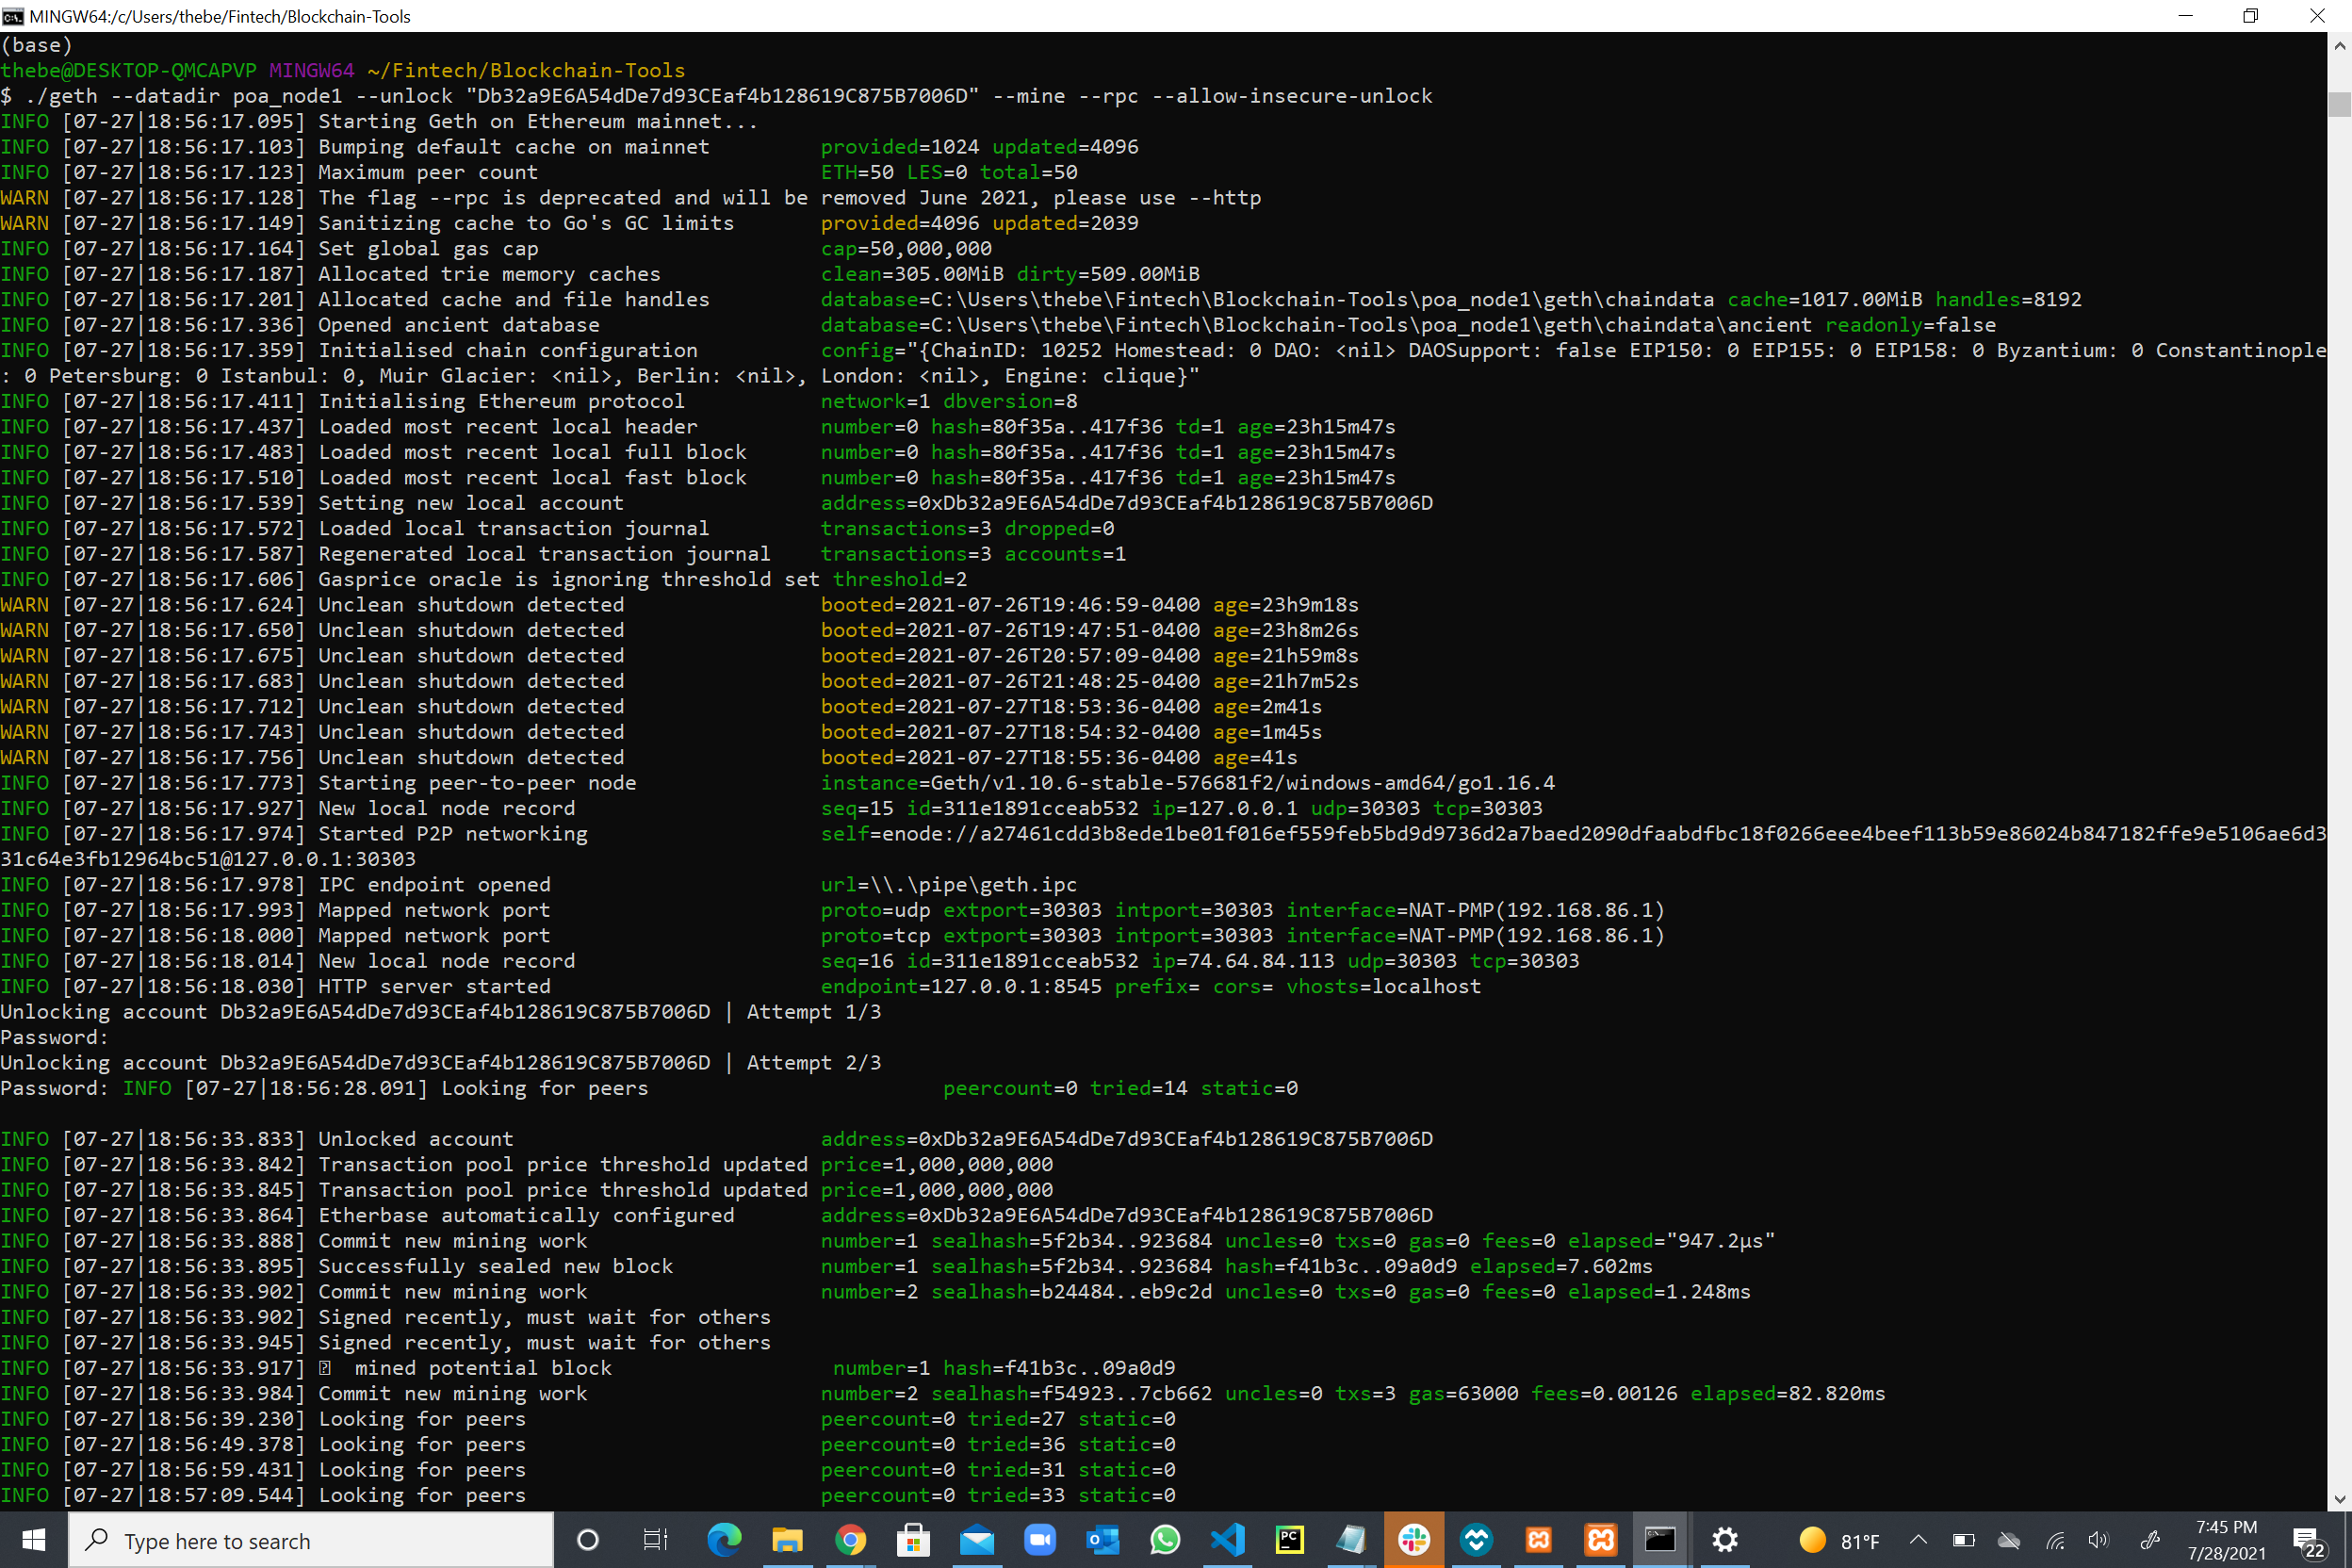 MINGW64:/c/Users/thebe/Fintech/Blockchain-Tools
(base)
thebe@DESKTOP-QMCAPVP MINGW64 ~/Fintech/Blockchain-Tools
$ ./geth --datadir poa_node1 --unlock "Db32a9E6A54dDe7d93CEaf4b128619C875B7006D" --mine --rpc --allow-insecure-unlock
INFO [07-27|18:56:17.095] Starting Geth on Ethereum mainnet...
INFO [07-27|18:56:17.103] Bumping default cache on mainnet provided=1024 updated=4096
INFO [07-27|18:56:17.123] Maximum peer count ETH=50 LES=0 total=50
WARN [07-27|18:56:17.128] The flag --rpc is deprecated and will be removed June 2021, please use --http
WARN [07-27|18:56:17.149] Sanitizing cache to Go's GC limits provided=4096 updated=2039
INFO [07-27|18:56:17.164] Set global gas cap cap=50,000,000
INFO [07-27|18:56:17.187] Allocated trie memory caches clean=305.00MiB dirty=509.00MiB
INFO [07-27|18:56:17.201] Allocated cache and file handles database=C:\Users\thebe\Fintech\Blockchain-Tools\poa_node1\geth\chaindata cache=1017.00MiB handles=8192
INFO [07-27|18:56:17.336] Opened ancient database database=C:\Users\thebe\Fintech\Blockchain-Tools\poa_node1\geth\chaindata\ancient readonly=false
INFO [07-27|18:56:17.359] Initialised chain configuration config="{ChainID: 10252 Homestead: 0 DAO: <nil> DAOSupport: false EIP150: 0 EIP155: 0 EIP158: 0 Byzantium: 0 Constantinople
: 0 Petersburg: 0 Istanbul: 0, Muir Glacier: <nil>, Berlin: <nil>, London: <nil>, Engine: clique}"
INFO [07-27|18:56:17.411] Initialising Ethereum protocol network=1 dbversion=8
INFO [07-27|18:56:17.437] Loaded most recent local header number=0 hash=80f35a..417f36 td=1 age=23h15m47s
INFO [07-27|18:56:17.483] Loaded most recent local full block number=0 hash=80f35a..417f36 td=1 age=23h15m47s
INFO [07-27|18:56:17.510] Loaded most recent local fast block number=0 hash=80f35a..417f36 td=1 age=23h15m47s
INFO [07-27|18:56:17.539] Setting new local account address=0xDb32a9E6A54dDe7d93CEaf4b128619C875B7006D
INFO [07-27|18:56:17.572] Loaded local transaction journal transactions=3 dropped=0
INFO [07-27|18:56:17.587] Regenerated local transaction journal transactions=3 accounts=1
INFO [07-27|18:56:17.606] Gasprice oracle is ignoring threshold set threshold=2
WARN [07-27|18:56:17.624] Unclean shutdown detected booted=2021-07-26T19:46:59-0400 age=23h9m18s
WARN [07-27|18:56:17.650] Unclean shutdown detected booted=2021-07-26T19:47:51-0400 age=23h8m26s
WARN [07-27|18:56:17.675] Unclean shutdown detected booted=2021-07-26T20:57:09-0400 age=21h59m8s
WARN [07-27|18:56:17.683] Unclean shutdown detected booted=2021-07-26T21:48:25-0400 age=21h7m52s
WARN [07-27|18:56:17.712] Unclean shutdown detected booted=2021-07-27T18:53:36-0400 age=2m41s
WARN [07-27|18:56:17.743] Unclean shutdown detected booted=2021-07-27T18:54:32-0400 age=1m45s
WARN [07-27|18:56:17.756] Unclean shutdown detected booted=2021-07-27T18:55:36-0400 age=41s
INFO [07-27|18:56:17.773] Starting peer-to-peer node instance=Geth/v1.10.6-stable-576681f2/windows-amd64/go1.16.4
INFO [07-27|18:56:17.927] New local node record seq=15 id=311e1891cceab532 ip=127.0.0.1 udp=30303 tcp=30303
INFO [07-27|18:56:17.974] Started P2P networking self=enode://a27461cdd3b8ede1be01f016ef559feb5bd9d9736d2a7baed2090dfaabdfbc18f0266eee4beef113b59e86024b847182ffe9e5106ae6d3
31c64e3fb12964bc51@127.0.0.1:30303
INFO [07-27|18:56:17.978] IPC endpoint opened url=\\.\pipe\geth.ipc
INFO [07-27|18:56:17.993] Mapped network port proto=udp extport=30303 intport=30303 interface=NAT-PMP(192.168.86.1)
INFO [07-27|18:56:18.000] Mapped network port proto=tcp extport=30303 intport=30303 interface=NAT-PMP(192.168.86.1)
INFO [07-27|18:56:18.014] New local node record seq=16 id=311e1891cceab532 ip=74.64.84.113 udp=30303 tcp=30303
INFO [07-27|18:56:18.030] HTTP server started endpoint=127.0.0.1:8545 prefix= cors= vhosts=localhost
Unlocking account Db32a9E6A54dDe7d93CEaf4b128619C875B7006D | Attempt 1/3
Password:
Unlocking account Db32a9E6A54dDe7d93CEaf4b128619C875B7006D | Attempt 2/3
Password: INFO [07-27|18:56:28.091] Looking for peers peercount=0 tried=14 static=0
INFO [07-27|18:56:33.833] Unlocked account address=0xDb32a9E6A54dDe7d93CEaf4b128619C875B7006D
INFO [07-27|18:56:33.842] Transaction pool price threshold updated price=1,000,000,000
INFO [07-27|18:56:33.845] Transaction pool price threshold updated price=1,000,000,000
INFO [07-27|18:56:33.864] Etherbase automatically configured address=0xDb32a9E6A54dDe7d93CEaf4b128619C875B7006D
INFO [07-27|18:56:33.888] Commit new mining work number=1 sealhash=5f2b34..923684 uncles=0 txs=0 gas=0 fees=0 elapsed="947.2µs"
INFO [07-27|18:56:33.895] Successfully sealed new block number=1 sealhash=5f2b34..923684 hash=f41b3c..09a0d9 elapsed=7.602ms
INFO [07-27|18:56:33.902] Commit new mining work number=2 sealhash=b24484..eb9c2d uncles=0 txs=0 gas=0 fees=0 elapsed=1.248ms
INFO [07-27|18:56:33.902] Signed recently, must wait for others
INFO [07-27|18:56:33.945] Signed recently, must wait for others
INFO [07-27|18:56:33.917] mined potential block number=1 hash=f41b3c..09a0d9
INFO [07-27|18:56:33.984] Commit new mining work number=2 sealhash=f54923..7cb662 uncles=0 txs=3 gas=63000 fees=0.00126 elapsed=82.820ms
INFO [07-27|18:56:39.230] Looking for peers peercount=0 tried=27 static=0
INFO [07-27|18:56:49.378] Looking for peers peercount=0 tried=36 static=0
INFO [07-27|18:56:59.431] Looking for peers peercount=0 tried=31 static=0
INFO [07-27|18:57:09.544] Looking for peers peercount=0 tried=33 static=0
Type here to search
PC
81°F
7:45 PM
7/28/2021
22